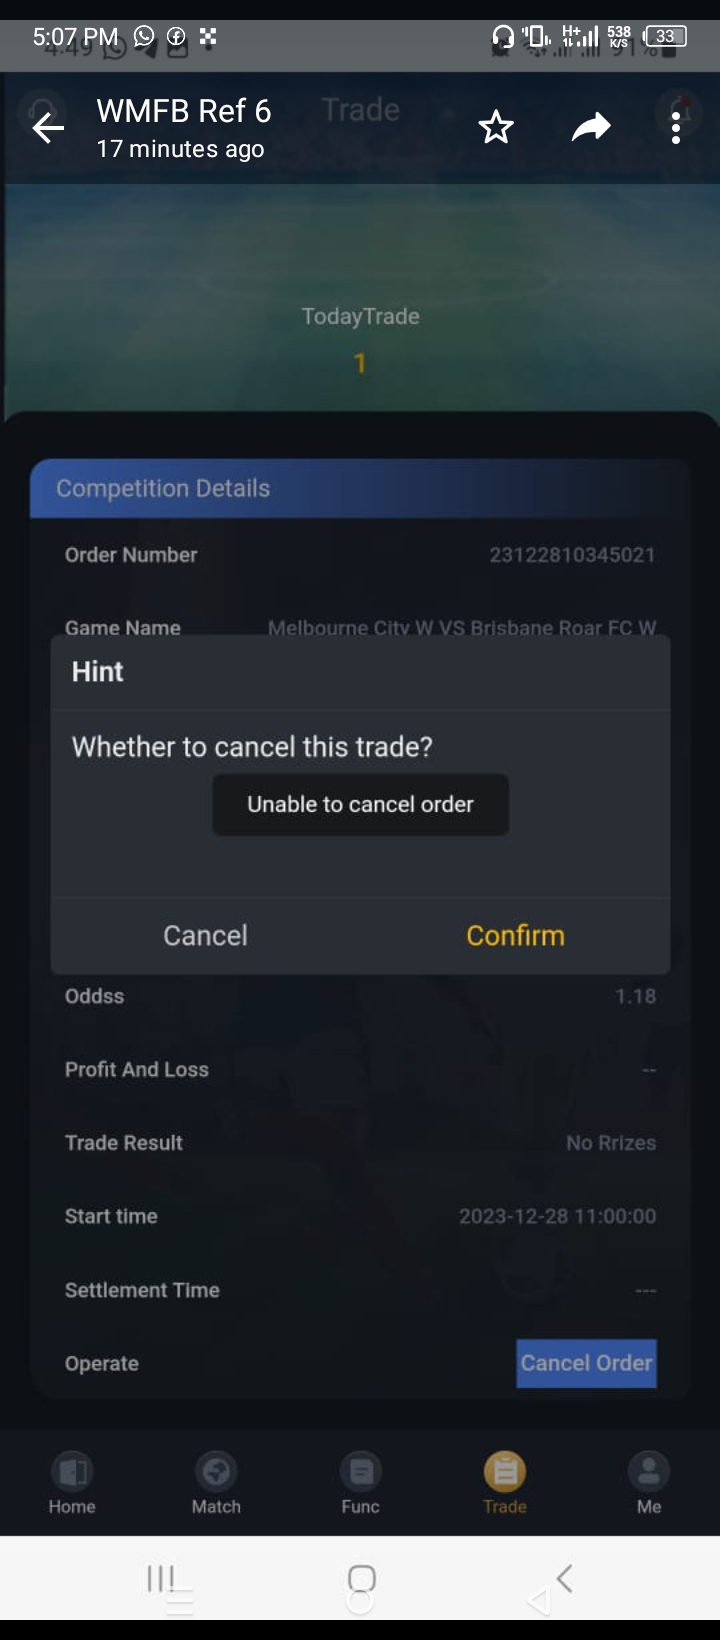 5:07 PM
H+
538
K/S
33
4:49
91%
WMFB Ref 6
17 minutes ago
Trade
TodayTrade
1
Competition Details
Order Number 23122810345021
Game Name Melbourne City W VS Brisbane Roar FC W
Hint
Whether to cancel this trade?
Unable to cancel order
Cancel Confirm
Oddss 1.18
Profit And Loss --
Trade Result No Rrizes
Start time 2023-12-28 11:00:00
Settlement Time ---
Operate Cancel Order
Home Match Func Trade Me